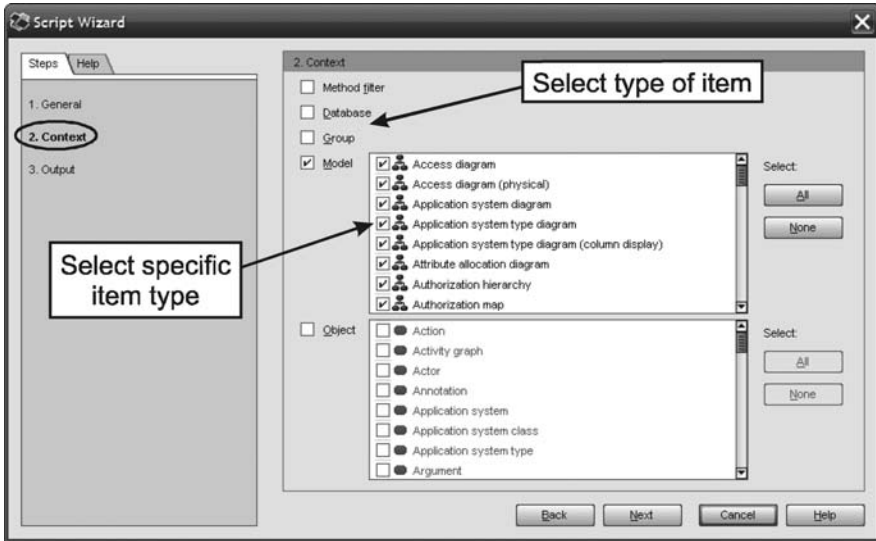 Script Wizard
Steps
Help
1. General
2. Context
3. Output
2. Context
Method filter
Database
Group
Model
Access diagram
Access diagram (physical)
Application system diagram
Application system type diagram
Application system type diagram (column display)
Attribute allocation diagram
Authorization hierarchy
Authorization map
Select:
All
None
Object
Action
Activity graph
Actor
Annotation
Application system
Application system class
Application system type
Argument
Select:
All
None
Select type of item
Select specific
item type
Back
Next
Cancel
Help